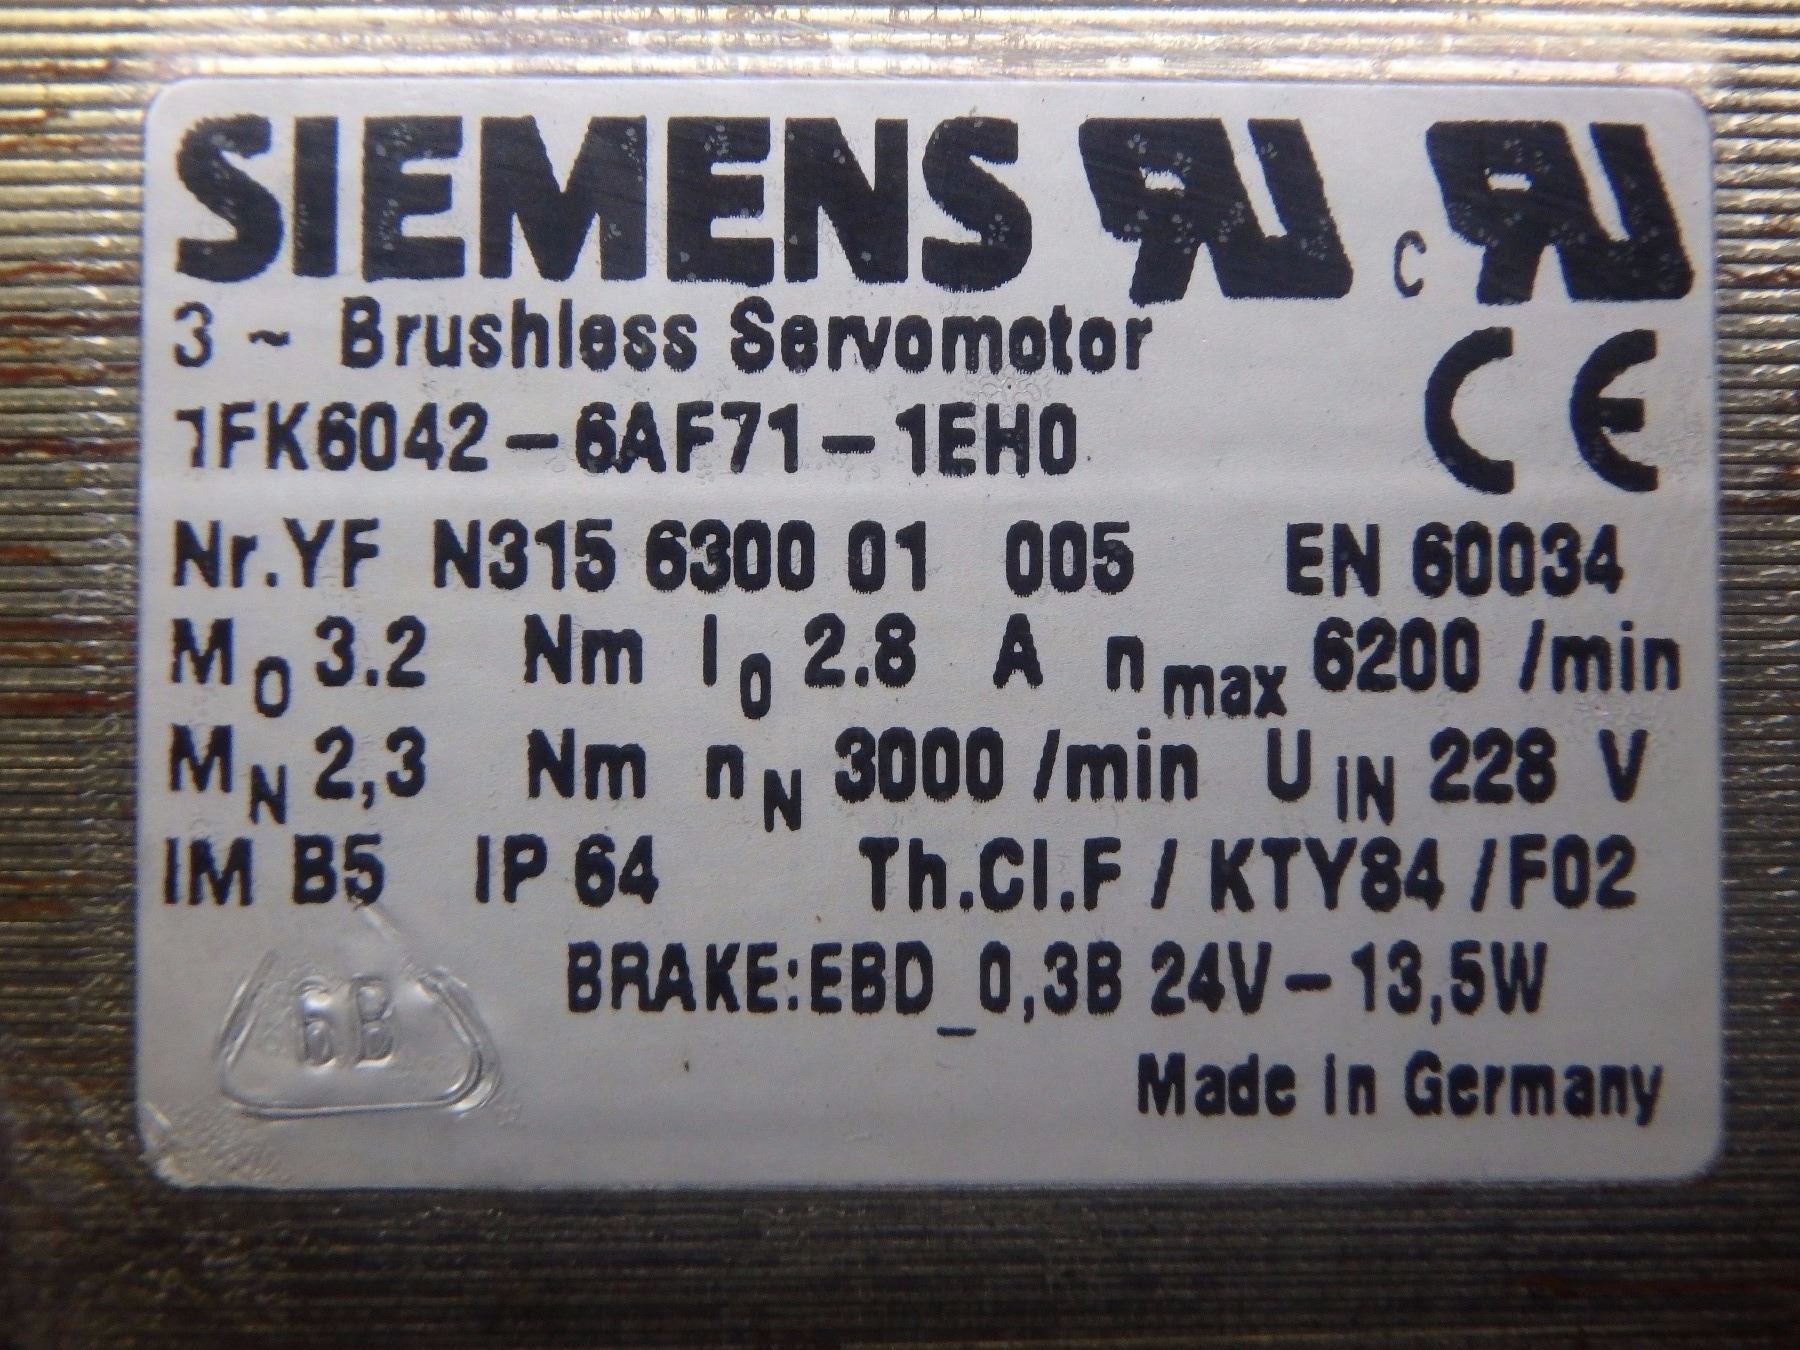 SIEMENS
3 ~ Brushless Servomotor
1FK6042-6AF71-1EH0
CE
Nr.YF N315 6300 01 005 EN 60034
M0 3.2 Nm I0 2.8 A nmax 6200 /min
MN 2,3 Nm nN 3000 /min UIN 228 V
IM B5 IP 64 Th.Cl.F / KTY84 /F02
BRAKE:EBD_0,3B 24V-13,5W
Made in Germany